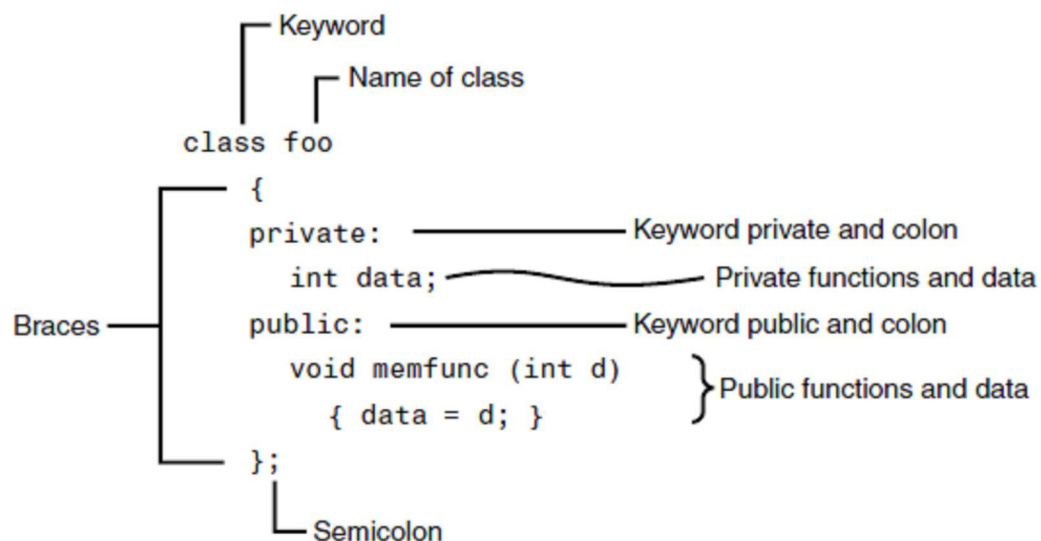 Keyword
Name of class
class foo
{
private: Keyword private and colon
int data; Private functions and data
Braces public: Keyword public and colon
void memfunc (int d)
Public functions and data
{ data = d; }
};
Semicolon